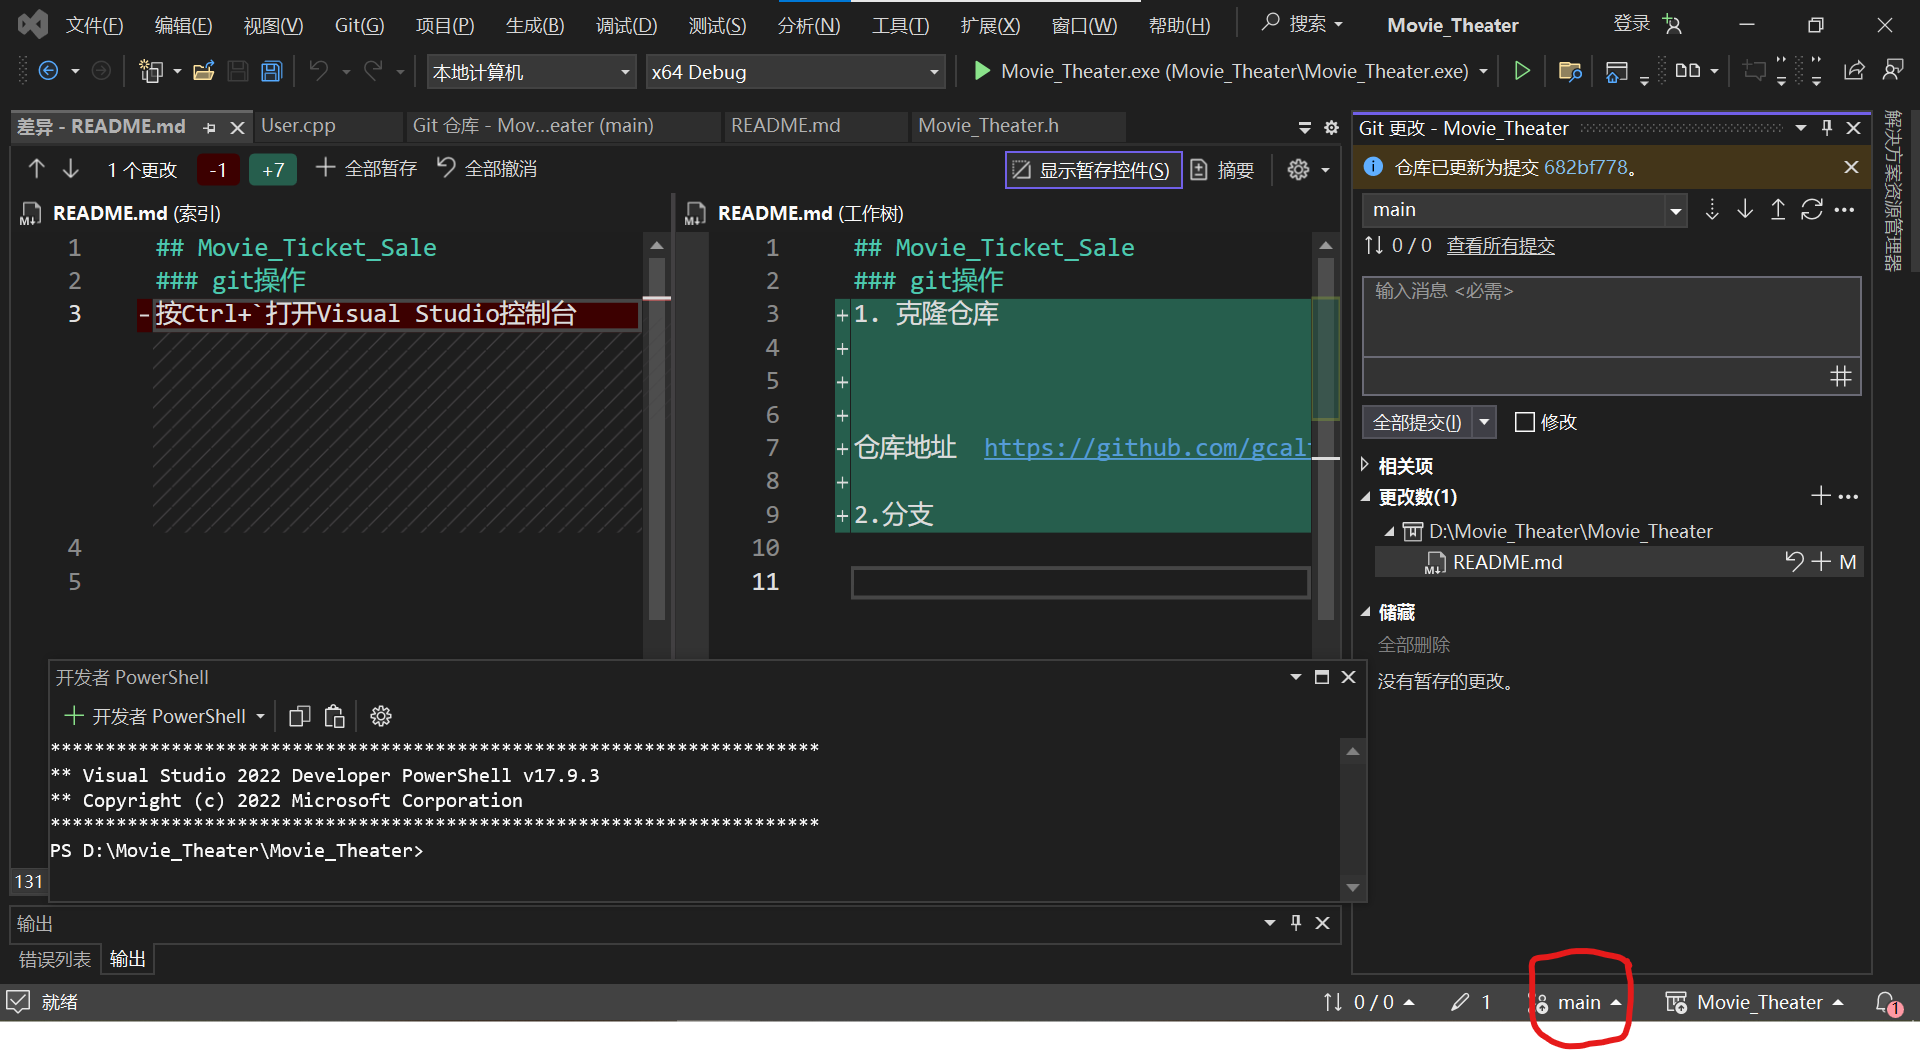 文件(F) 编辑(E) 视图(V) Git(G) 项目(P) 生成(B) 调试(D) 测试(S) 分析(N) 工具(T) 扩展(X) 窗口(W) 帮助(H) 搜索 Movie_Theater 登录
本地计算机 x64 Debug Movie_Theater.exe (Movie_Theater\Movie_Theater.exe)
差异 - README.md User.cpp Git 仓库 - Mov...eater (main) README.md Movie_Theater.h
1 个更改 -1 +7 全部暂存 全部撤消 显示暂存控件(S) 摘要
README.md (索引)
1 ## Movie_Ticket_Sale
2 ### git操作
3 -按Ctrl+`打开Visual Studio控制台
4
5
README.md (工作树)
1 ## Movie_Ticket_Sale
2 ### git操作
3 +1. 克隆仓库
4 +
5 +
6 +
7 +仓库地址 https://github.com/gcal
8 +
9 +2.分支
10
11
Git 更改 - Movie_Theater
仓库已更新为提交 682bf778。
main
0 / 0 查看所有提交
输入消息 <必需>
全部提交(I) 修改
相关项
更改数(1)
D:\Movie_Theater\Movie_Theater
README.md M
储藏
全部删除
没有暂存的更改。
解决方案资源管理器
开发者 PowerShell
开发者 PowerShell
**********************************************************************
** Visual Studio 2022 Developer PowerShell v17.9.3
** Copyright (c) 2022 Microsoft Corporation
**********************************************************************
PS D:\Movie_Theater\Movie_Theater>
131
输出
错误列表 输出
就绪 0 / 0 1 main Movie_Theater 1